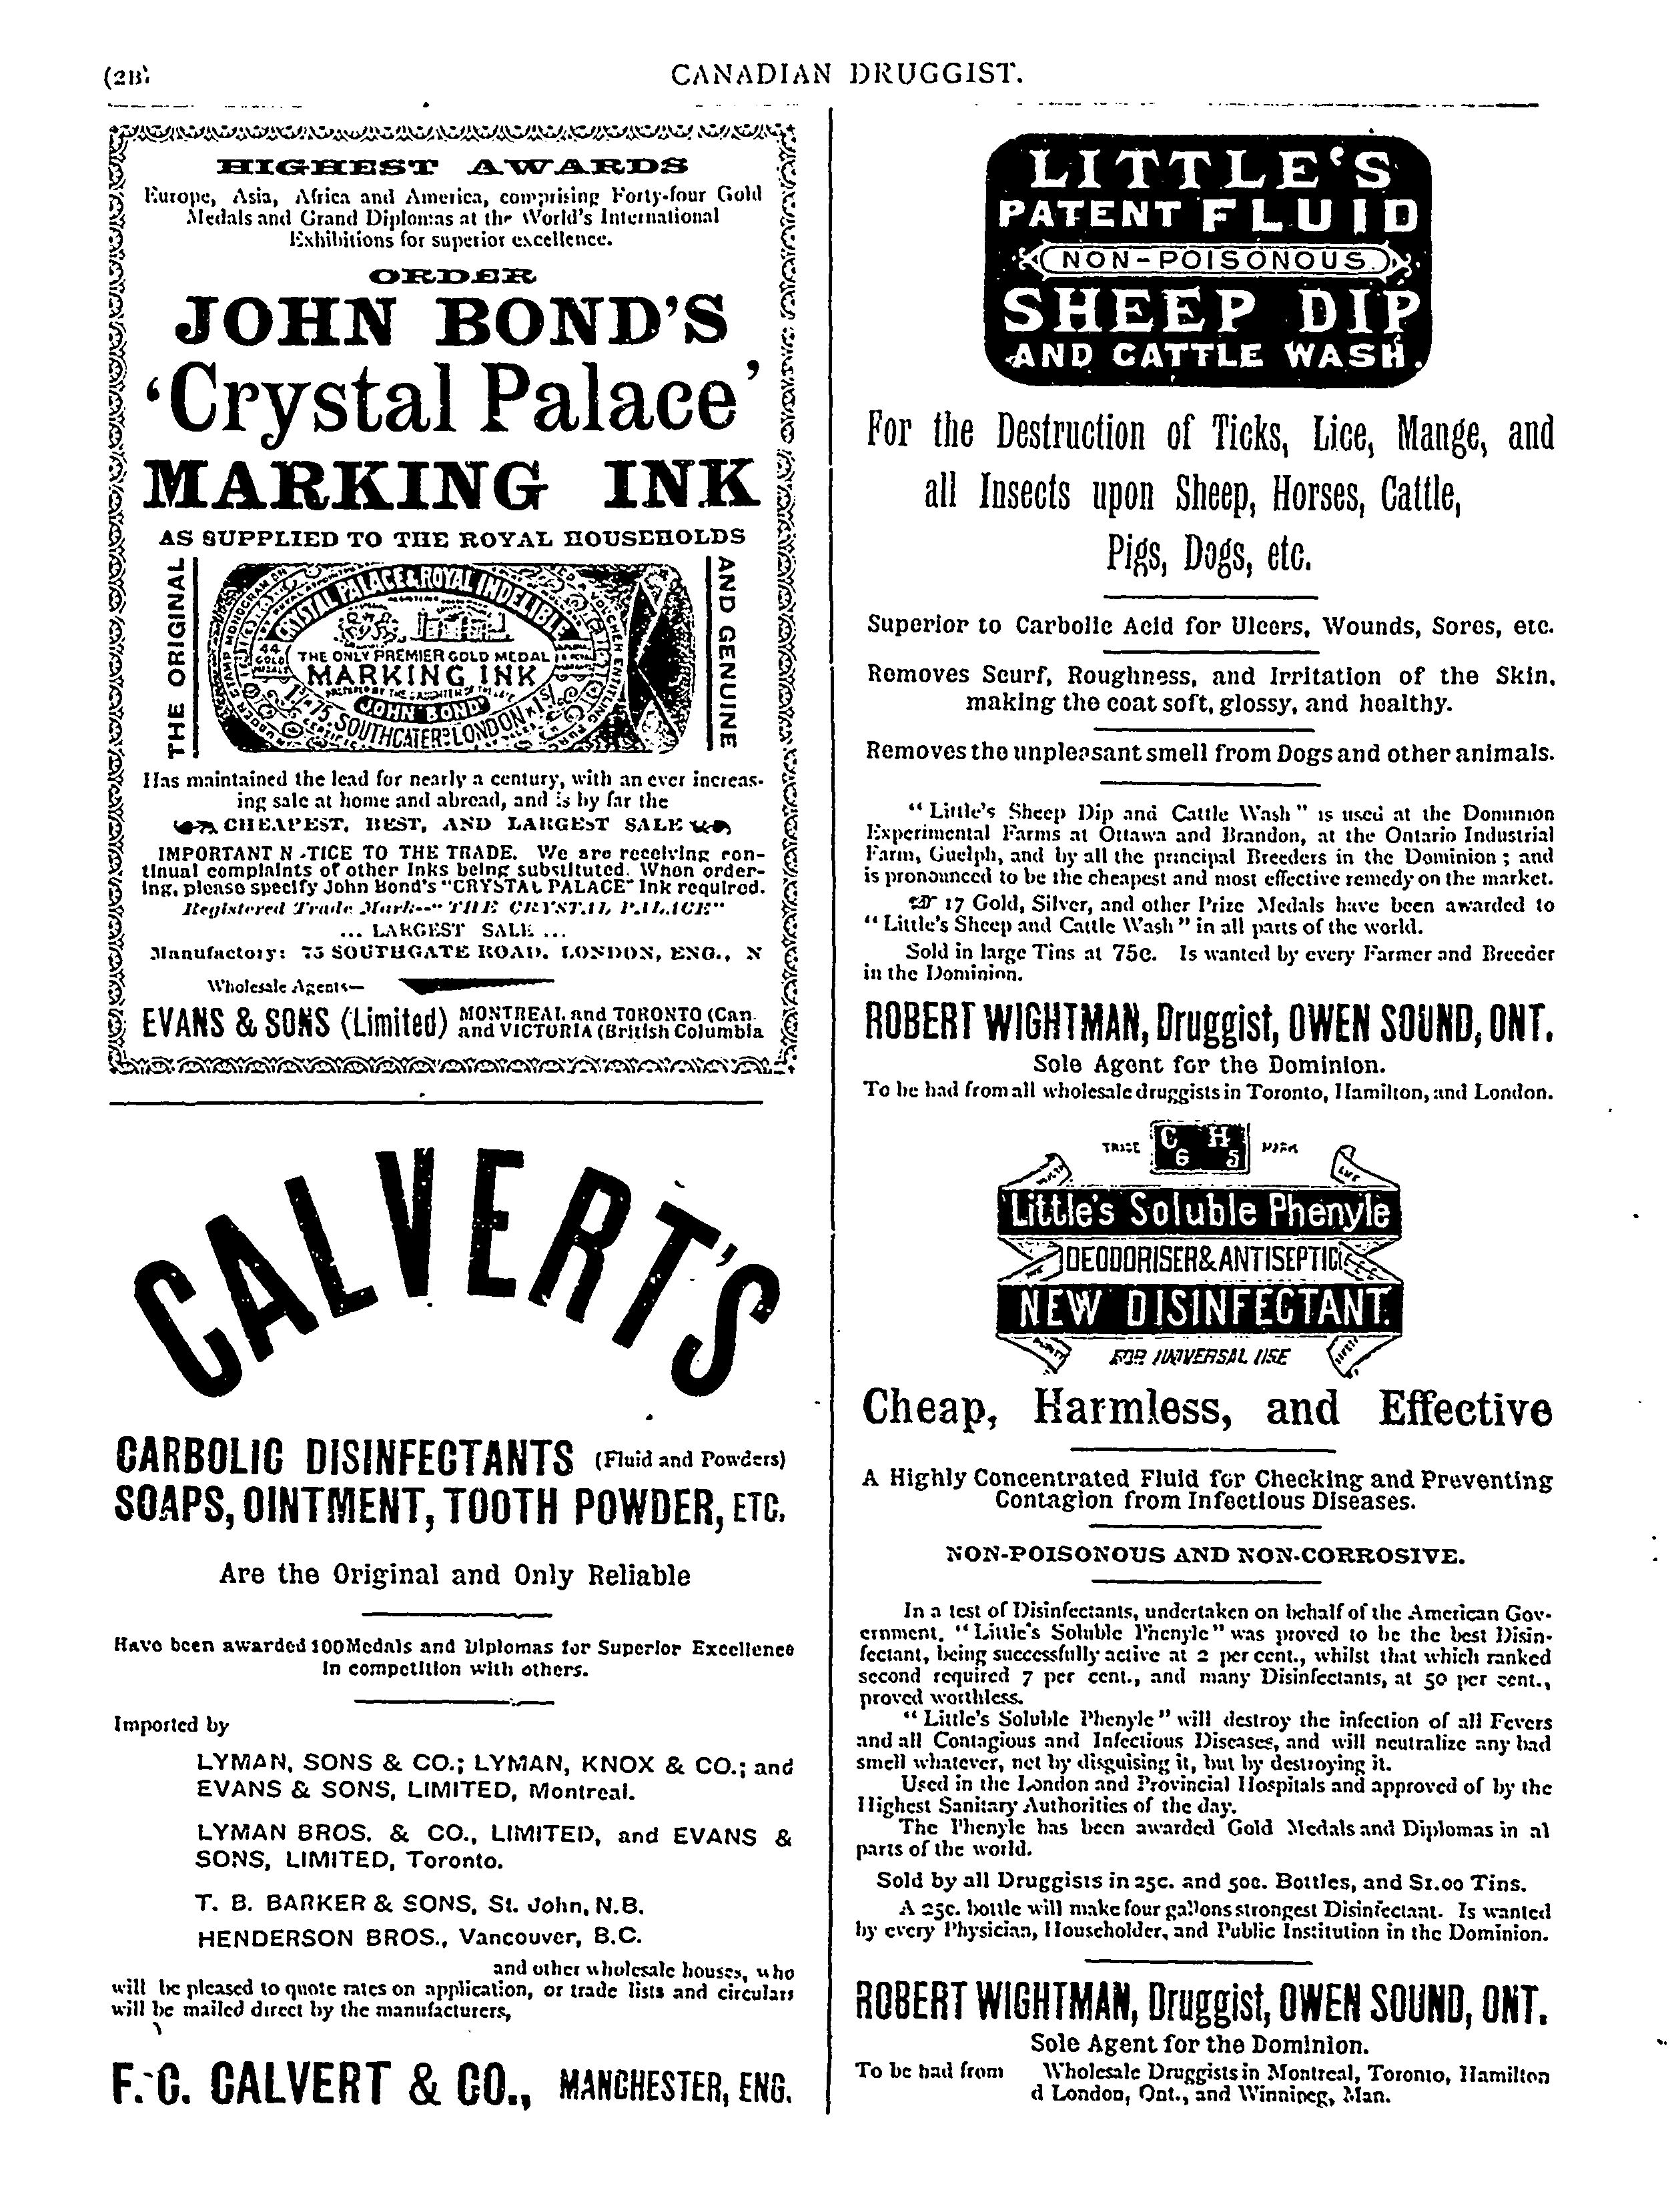 (2B)
CANADIAN DRUGGIST.
HIGHEST AWARDS
Europe, Asia, Africa and America, comprising Forty-four Gold
Medals and Grand Diplomas at the World's International
Exhibitions for superior excellence.
ORDER
JOHN BOND'S
'Crystal Palace'
MARKING INK
AS SUPPLIED TO THE ROYAL HOUSEHOLDS
THE ORIGINAL
CRYSTAL PALACE & ROYAL INDELIBLE
44 GOLD MEDALS
THE ONLY PREMIER GOLD MEDAL
MARKING INK
PREPARED BY THE DAUGHTER OF THE LATE
JOHN BOND
75 SOUTHGATE RD LONDON
AND GENUINE
Has maintained the lead for nearly a century, with an ever increas-
ing sale at home and abroad, and is by far the
CHEAPEST, BEST, AND LARGEST SALE
IMPORTANT N.TICE TO THE TRADE. We are receiving con-
tinual complaints of other Inks being substituted. When order-
ing, please specify John Bond's "CRYSTAL PALACE" Ink required.
Registered Trade Mark--"THE CRYSTAL PALACE"
... LARGEST SALE ...
Manufactory: 75 SOUTHGATE ROAD, LONDON, ENG., N
Wholesale Agents—
EVANS & SONS (Limited) MONTREAL and TORONTO (Can.
and VICTORIA (British Columbia
CALVERT'S
CARBOLIC DISINFECTANTS (Fluid and Powders)
SOAPS, OINTMENT, TOOTH POWDER, ETC.
Are the Original and Only Reliable
Have been awarded 100 Medals and Diplomas for Superior Excellence
in competition with others.
Imported by
LYMAN, SONS & CO.; LYMAN, KNOX & CO.; and
EVANS & SONS, LIMITED, Montreal.
LYMAN BROS. & CO., LIMITED, and EVANS &
SONS, LIMITED, Toronto.
T. B. BARKER & SONS, St. John, N.B.
HENDERSON BROS., Vancouver, B.C.
and other wholesale houses, who
will be pleased to quote rates on application, or trade lists and circulars
will be mailed direct by the manufacturers,
F. C. CALVERT & CO., MANCHESTER, ENG.
LITTLE'S
PATENT FLUID
NON-POISONOUS
SHEEP DIP
AND CATTLE WASH.
For the Destruction of Ticks, Lice, Mange, and
all Insects upon Sheep, Horses, Cattle,
Pigs, Dogs, etc.
Superior to Carbolic Acid for Ulcers, Wounds, Sores, etc.
Removes Scurf, Roughness, and Irritation of the Skin,
making the coat soft, glossy, and healthy.
Removes the unpleasant smell from Dogs and other animals.
"Little's Sheep Dip and Cattle Wash" is used at the Dominion
Experimental Farms at Ottawa and Brandon, at the Ontario Industrial
Farm, Guelph, and by all the principal Breeders in the Dominion; and
is pronounced to be the cheapest and most effective remedy on the market.
☞ 17 Gold, Silver, and other Prize Medals have been awarded to
"Little's Sheep and Cattle Wash" in all parts of the world.
Sold in large Tins at 75c. Is wanted by every Farmer and Breeder
in the Dominion.
ROBERT WIGHTMAN, Druggist, OWEN SOUND, ONT.
Sole Agent for the Dominion.
To be had from all wholesale druggists in Toronto, Hamilton, and London.
TRADE C H MARK
6 5
Little's Soluble Phenyle
DEODORISER & ANTISEPTIC
NEW DISINFECTANT.
FOR UNIVERSAL USE
Cheap, Harmless, and Effective
A Highly Concentrated Fluid for Checking and Preventing
Contagion from Infectious Diseases.
NON-POISONOUS AND NON-CORROSIVE.
In a test of Disinfectants, undertaken on behalf of the American Gov-
ernment, "Little's Soluble Phenyle" was proved to be the best Disin-
fectant, being successfully active at 2 per cent., whilst that which ranked
second required 7 per cent., and many Disinfectants, at 50 per cent.,
proved worthless.
"Little's Soluble Phenyle" will destroy the infection of all Fevers
and all Contagious and Infectious Diseases, and will neutralize any bad
smell whatever, not by disguising it, but by destroying it.
Used in the London and Provincial Hospitals and approved of by the
Highest Sanitary Authorities of the day.
The Phenyle has been awarded Gold Medals and Diplomas in al
parts of the world.
Sold by all Druggists in 25c. and 50c. Bottles, and $1.00 Tins.
A 25c. bottle will make four gallons strongest Disinfectant. Is wanted
by every Physician, Householder, and Public Institution in the Dominion.
ROBERT WIGHTMAN, Druggist, OWEN SOUND, ONT.
Sole Agent for the Dominion.
To be had from Wholesale Druggists in Montreal, Toronto, Hamilton
d London, Ont., and Winnipeg, Man.